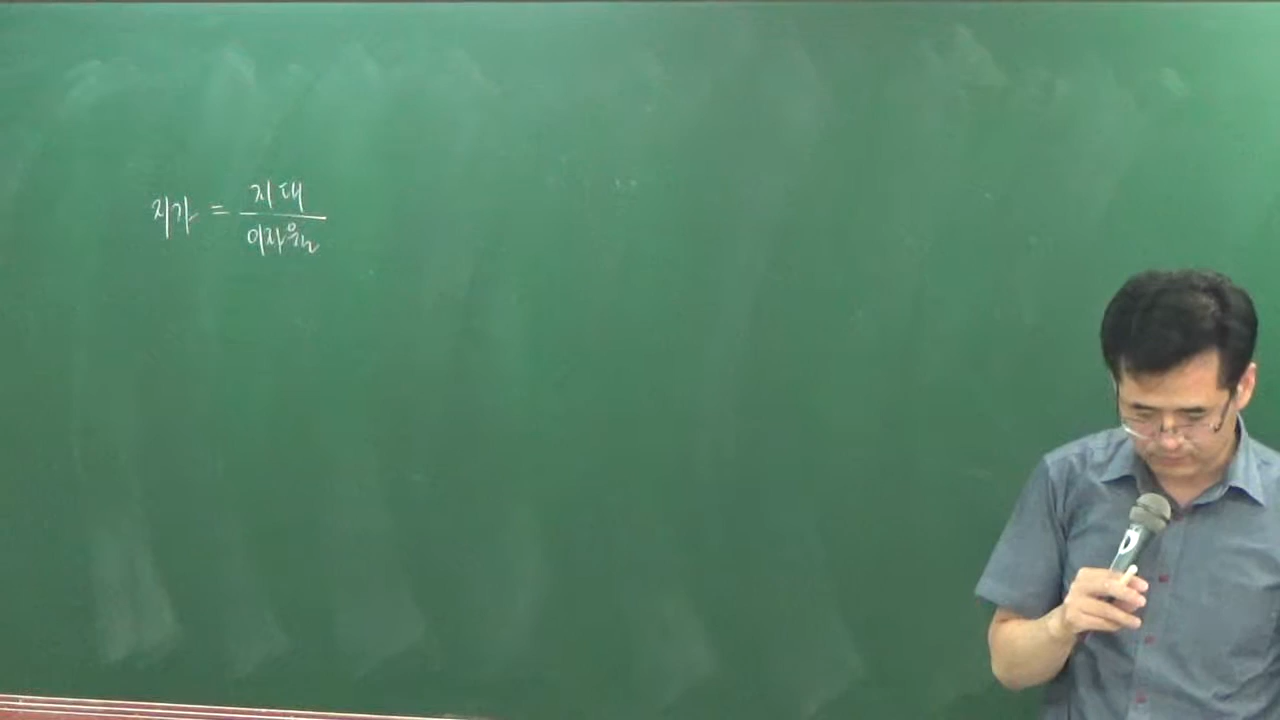 지가 = 지대
이자율